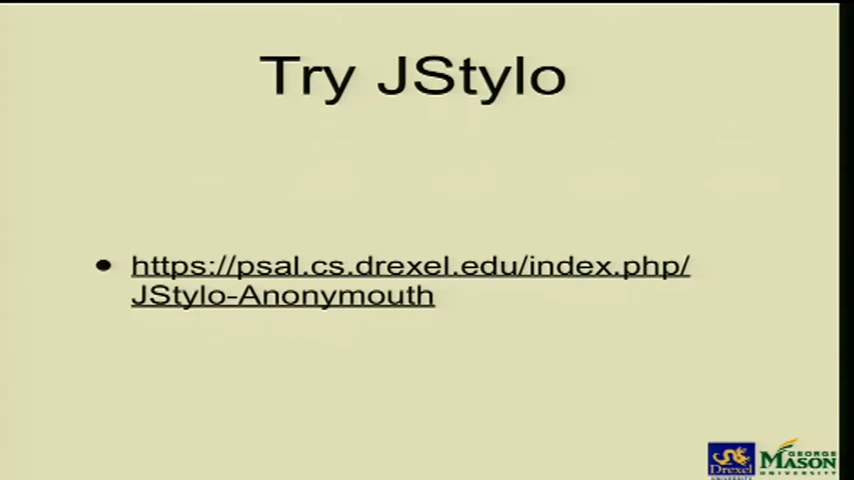 Try JStylo
• https://psal.cs.drexel.edu/index.php/
JStylo-Anonymouth
Drexel
UNIVERSITY
GEORGE
MASON
UNIVERSITY